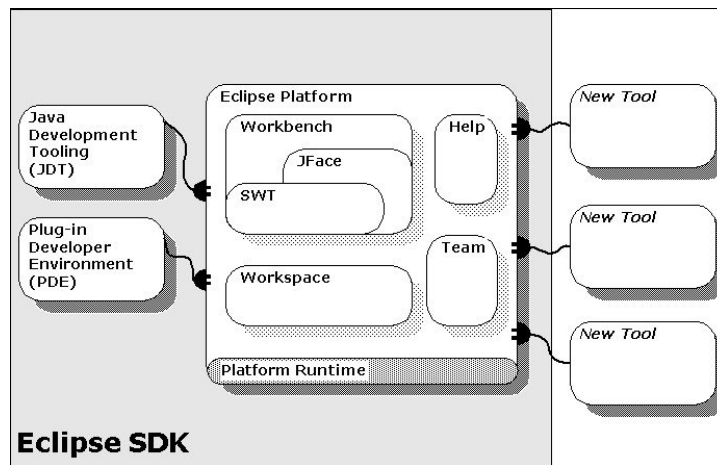 Eclipse Platform
Java
Development
Tooling
(JDT)
Workbench
JFace
SWT
Help
New Tool
Plug-in
Developer
Environment
(PDE)
Workspace
Team
New Tool
New Tool
Platform Runtime
Eclipse SDK